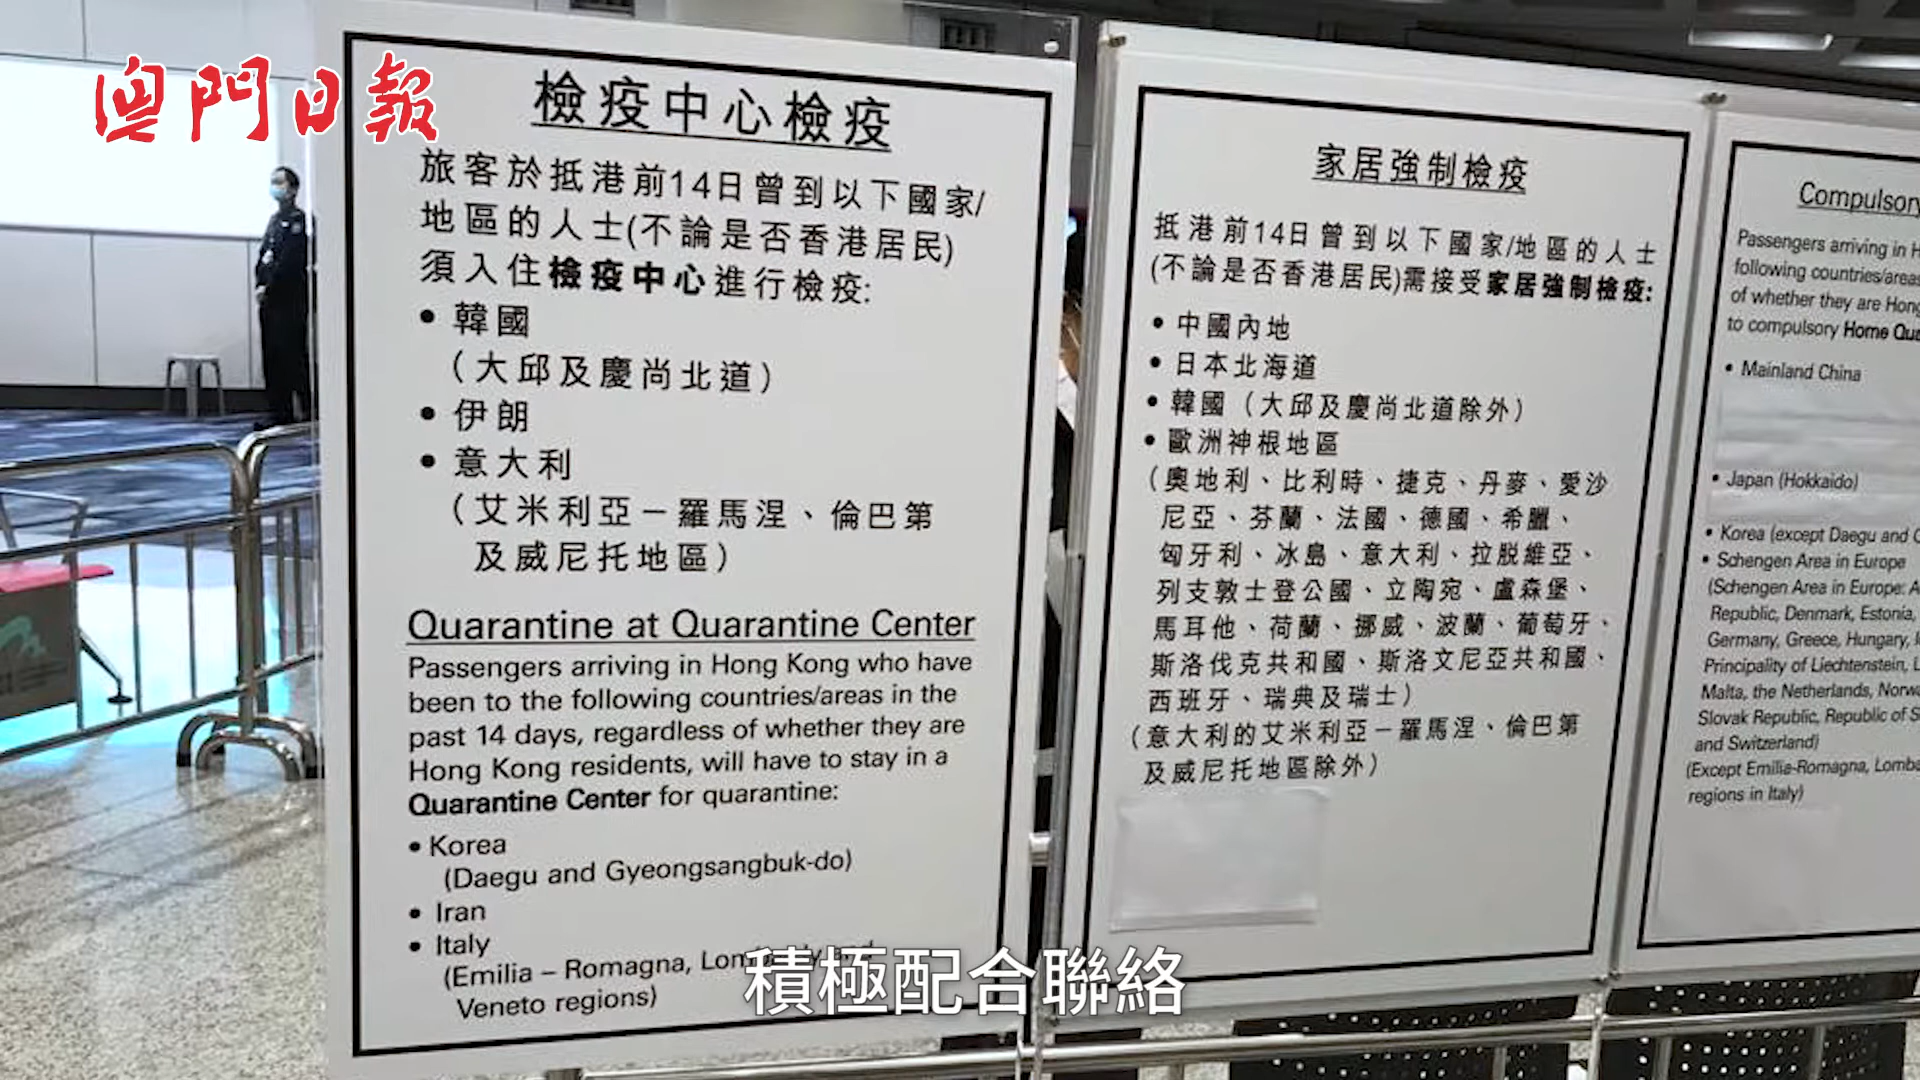 澳門日報
檢疫中心檢疫
旅客於抵港前14日曾到以下國家/
地區的人士(不論是否香港居民)
須入住檢疫中心進行檢疫:
• 韓國
（大邱及慶尚北道）
• 伊朗
• 意大利
（艾米利亞－羅馬涅、倫巴第
及威尼托地區）
Quarantine at Quarantine Center
Passengers arriving in Hong Kong who have
been to the following countries/areas in the
past 14 days, regardless of whether they are
Hong Kong residents, will have to stay in a
Quarantine Center for quarantine:
• Korea
(Daegu and Gyeongsangbuk-do)
• Iran
• Italy
(Emilia – Romagna, Lombardy and
Veneto regions)
家居強制檢疫
抵港前14日曾到以下國家/地區的人士
(不論是否香港居民)需接受家居強制檢疫:
• 中國內地
• 日本北海道
• 韓國（大邱及慶尚北道除外）
• 歐洲神根地區
（奧地利、比利時、捷克、丹麥、愛沙
尼亞、芬蘭、法國、德國、希臘、
匈牙利、冰島、意大利、拉脱維亞、
列支敦士登公國、立陶宛、盧森堡、
馬耳他、荷蘭、挪威、波蘭、葡萄牙、
斯洛伐克共和國、斯洛文尼亞共和國、
西班牙、瑞典及瑞士）
（意大利的艾米利亞－羅馬涅、倫巴第
及威尼托地區除外）
Compulsory
Passengers arriving in
following countries/areas
of whether they are Hong
to compulsory Home
• Mainland China
• Japan (Hokkaido)
• Korea (except Daegu and
• Schengen Area in Europe
(Schengen Area in Europe:
Republic, Denmark, Estonia,
Germany, Greece, Hungary,
Principality of Liechtenstein,
Malta, the Netherlands,
Slovak Republic, Republic of
and Switzerland)
(Except Emilia-Romagna,
regions in Italy)
積極配合聯絡